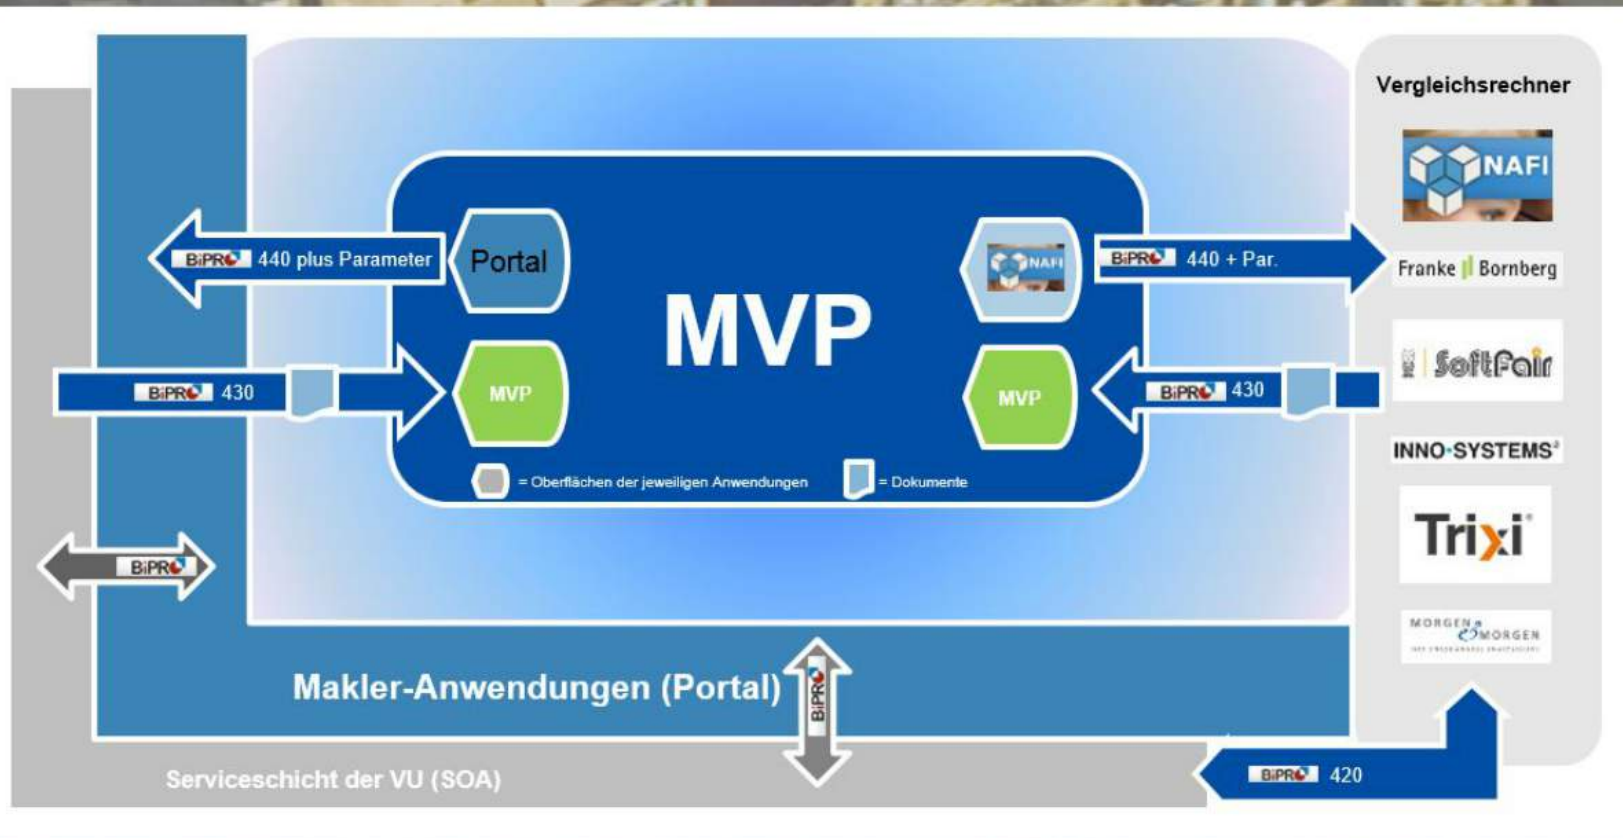 Vergleichsrechner
NAFI
BiPRO 440 plus Parameter
Portal
NAFI
BiPRO 440 + Par.
Franke Bornberg
MVP
BiPRO 430
MVP
MVP
BiPRO 430
SoftFair
INNO-SYSTEMS²
= Oberflächen der jeweiligen Anwendungen
= Dokumente
Trixi®
BiPRO
MORGEN &
MORGEN
Makler-Anwendungen (Portal)
BiPRO
Serviceschicht der VU (SOA)
BiPRO 420